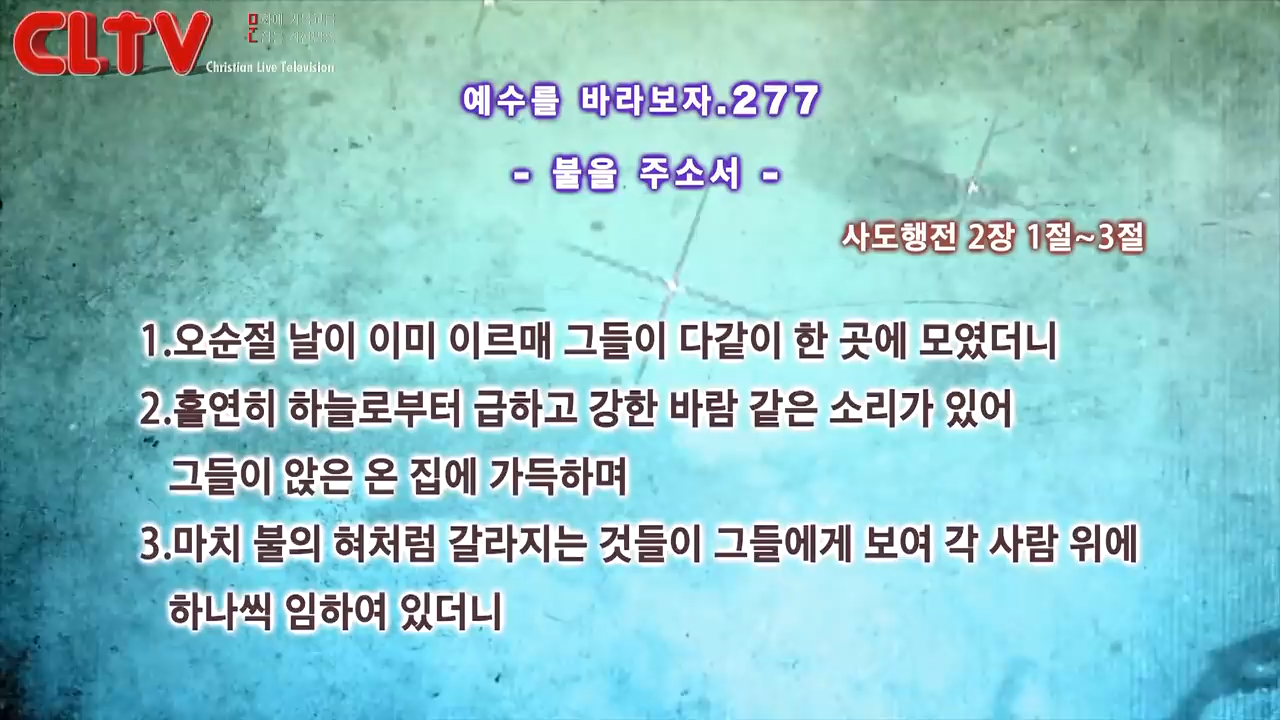 CLTV
Christian Live Television
예수를 바라보자.277
- 불을 주소서 -
사도행전 2장 1절~3절
1.오순절 날이 이미 이르매 그들이 다같이 한 곳에 모였더니
2.홀연히 하늘로부터 급하고 강한 바람 같은 소리가 있어
그들이 앉은 온 집에 가득하며
3.마치 불의 혀처럼 갈라지는 것들이 그들에게 보여 각 사람 위에
하나씩 임하여 있더니